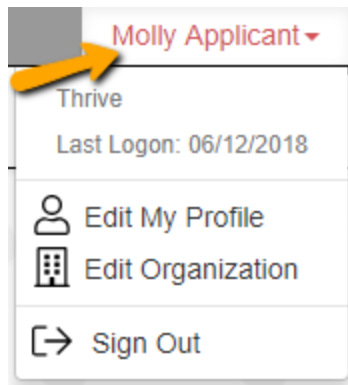 Molly Applicant
Thrive
Last Logon: 06/12/2018
Edit My Profile
Edit Organization
Sign Out